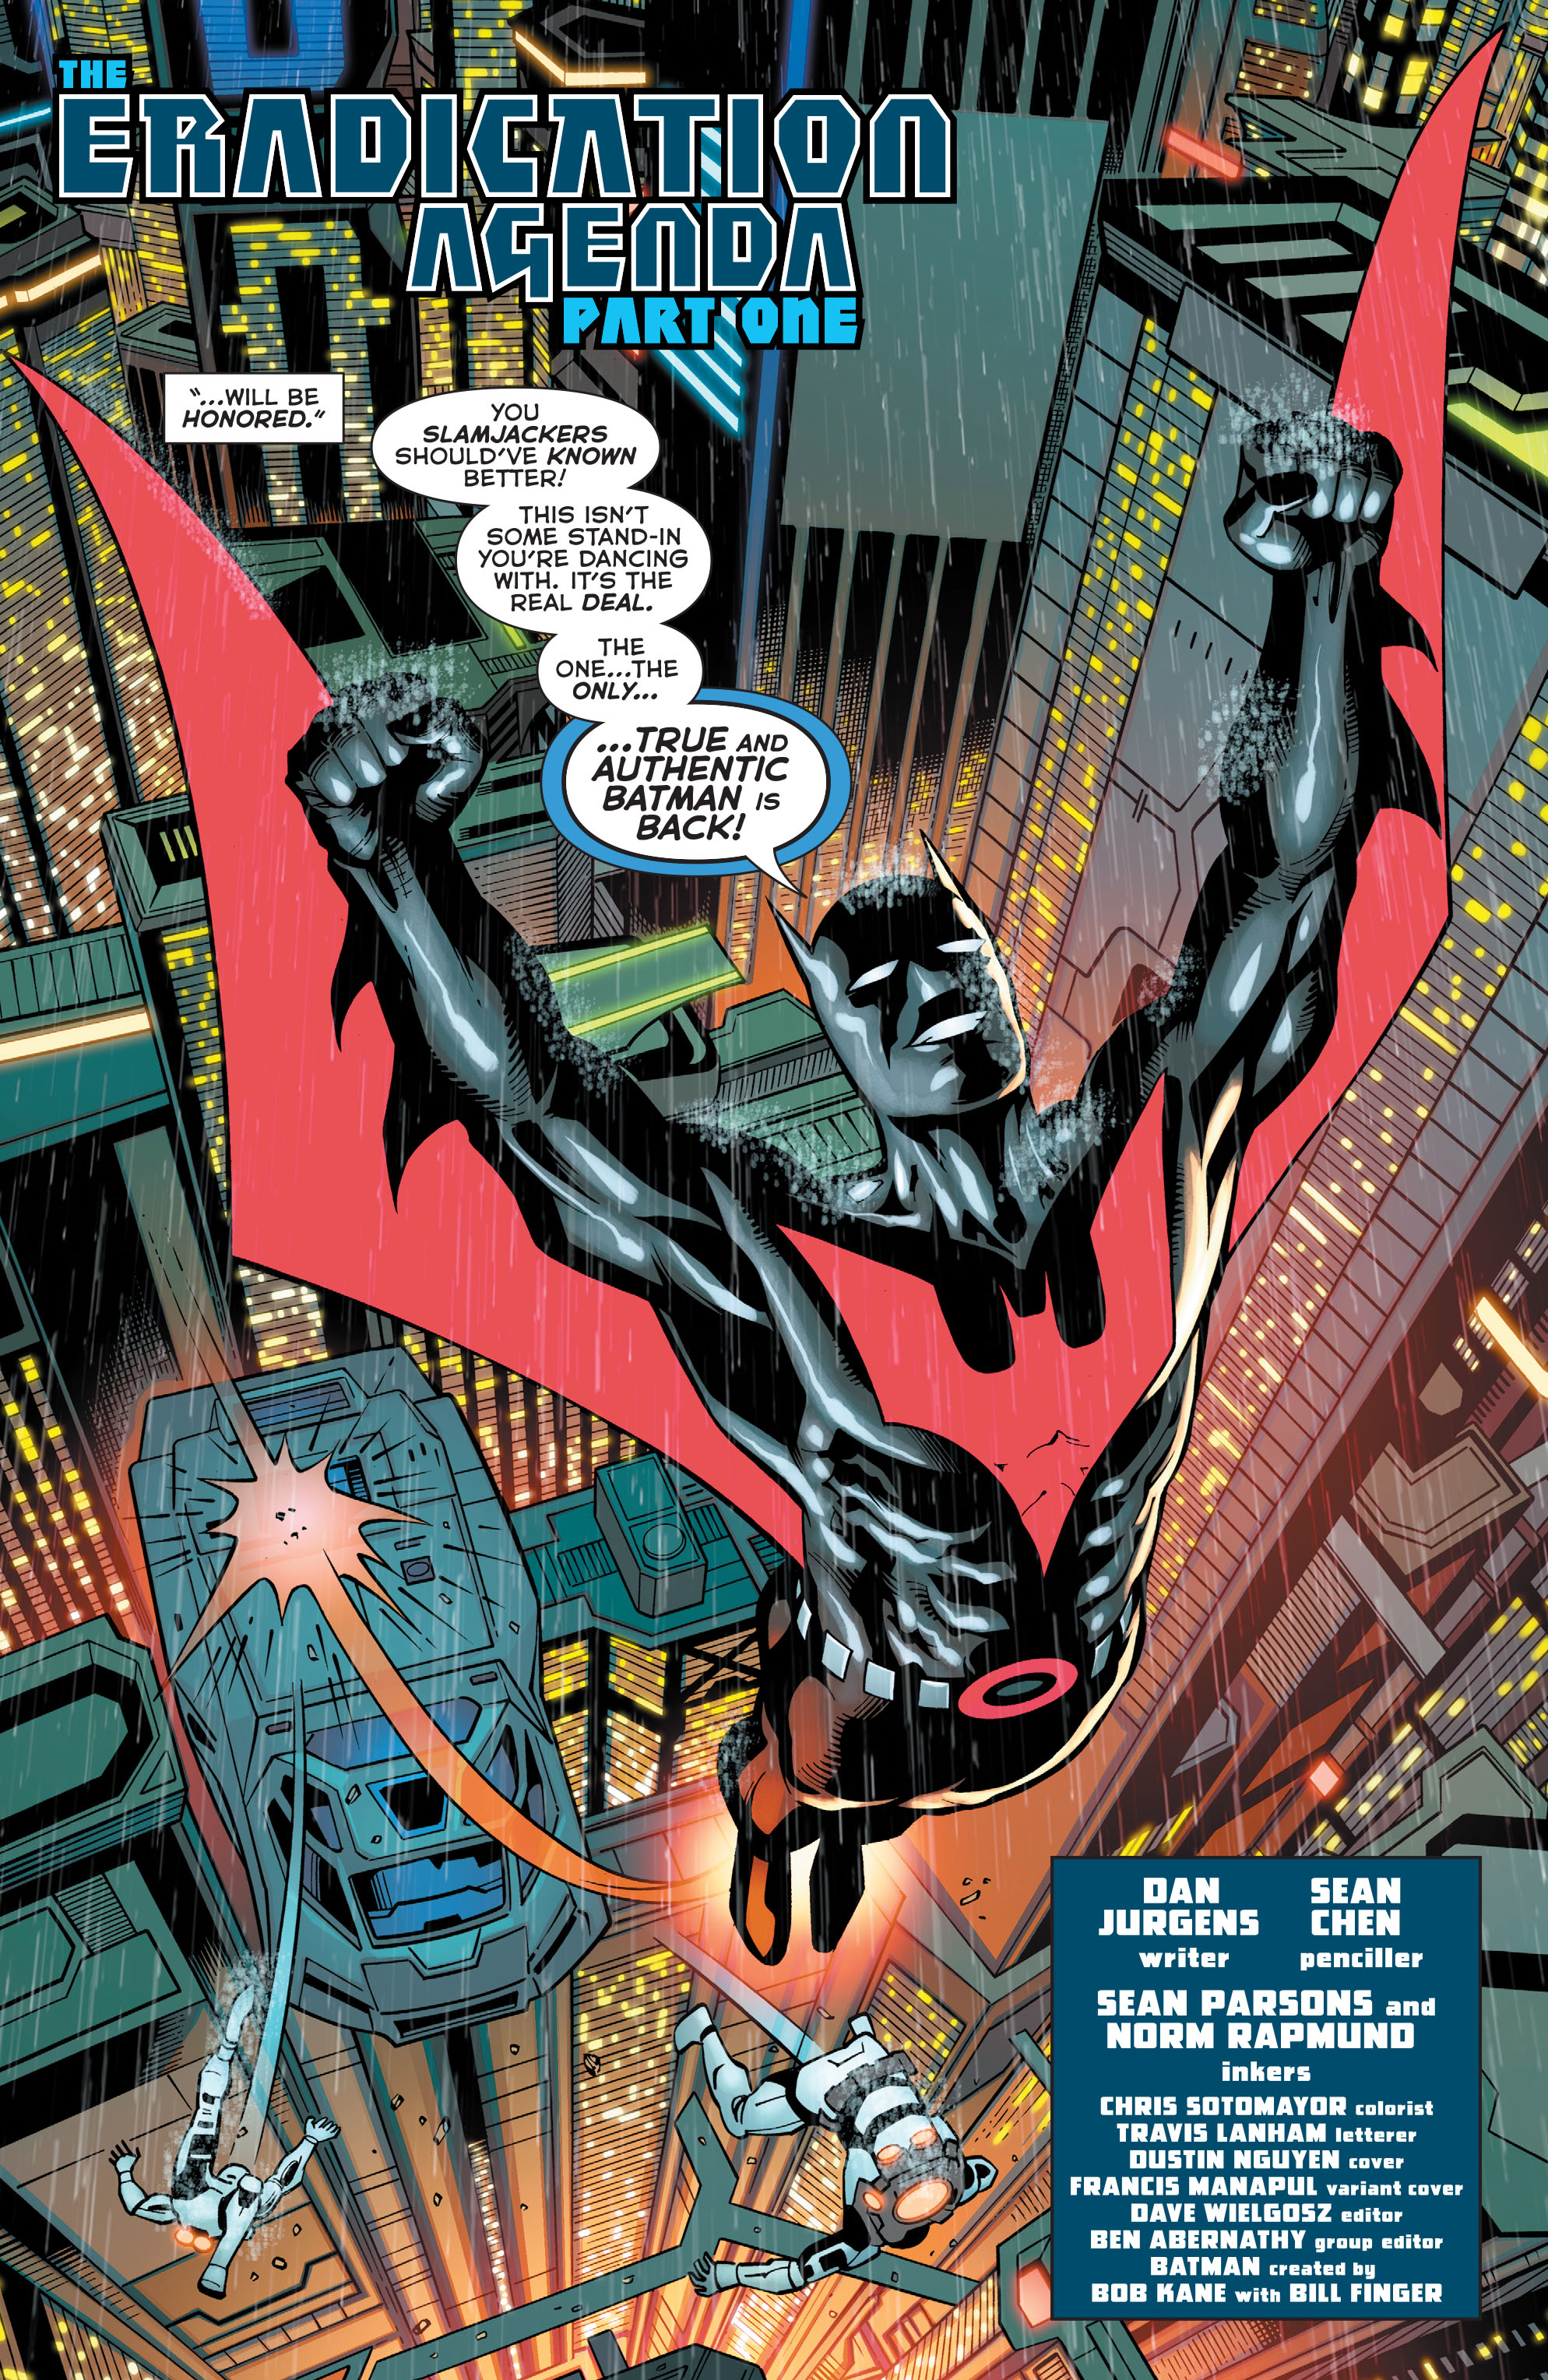 THE
ERADICATION
AGENDA
PART ONE
"...WILL BE
HONORED."
YOU
SLAMJACKERS
SHOULD'VE KNOWN
BETTER!
THIS ISN'T
SOME STAND-IN
YOU'RE DANCING
WITH. IT'S THE
REAL DEAL.
THE
ONE...THE
ONLY...
...TRUE AND
AUTHENTIC
BATMAN IS
BACK!
DAN
JURGENS
writer
SEAN
CHEN
penciller
SEAN PARSONS and
NORM RAPMUND
inkers
CHRIS SOTOMAYOR colorist
TRAVIS LANHAM letterer
DUSTIN NGUYEN cover
FRANCIS MANAPUL variant cover
DAVE WIELGOSZ editor
BEN ABERNATHY group editor
BATMAN created by
BOB KANE with BILL FINGER